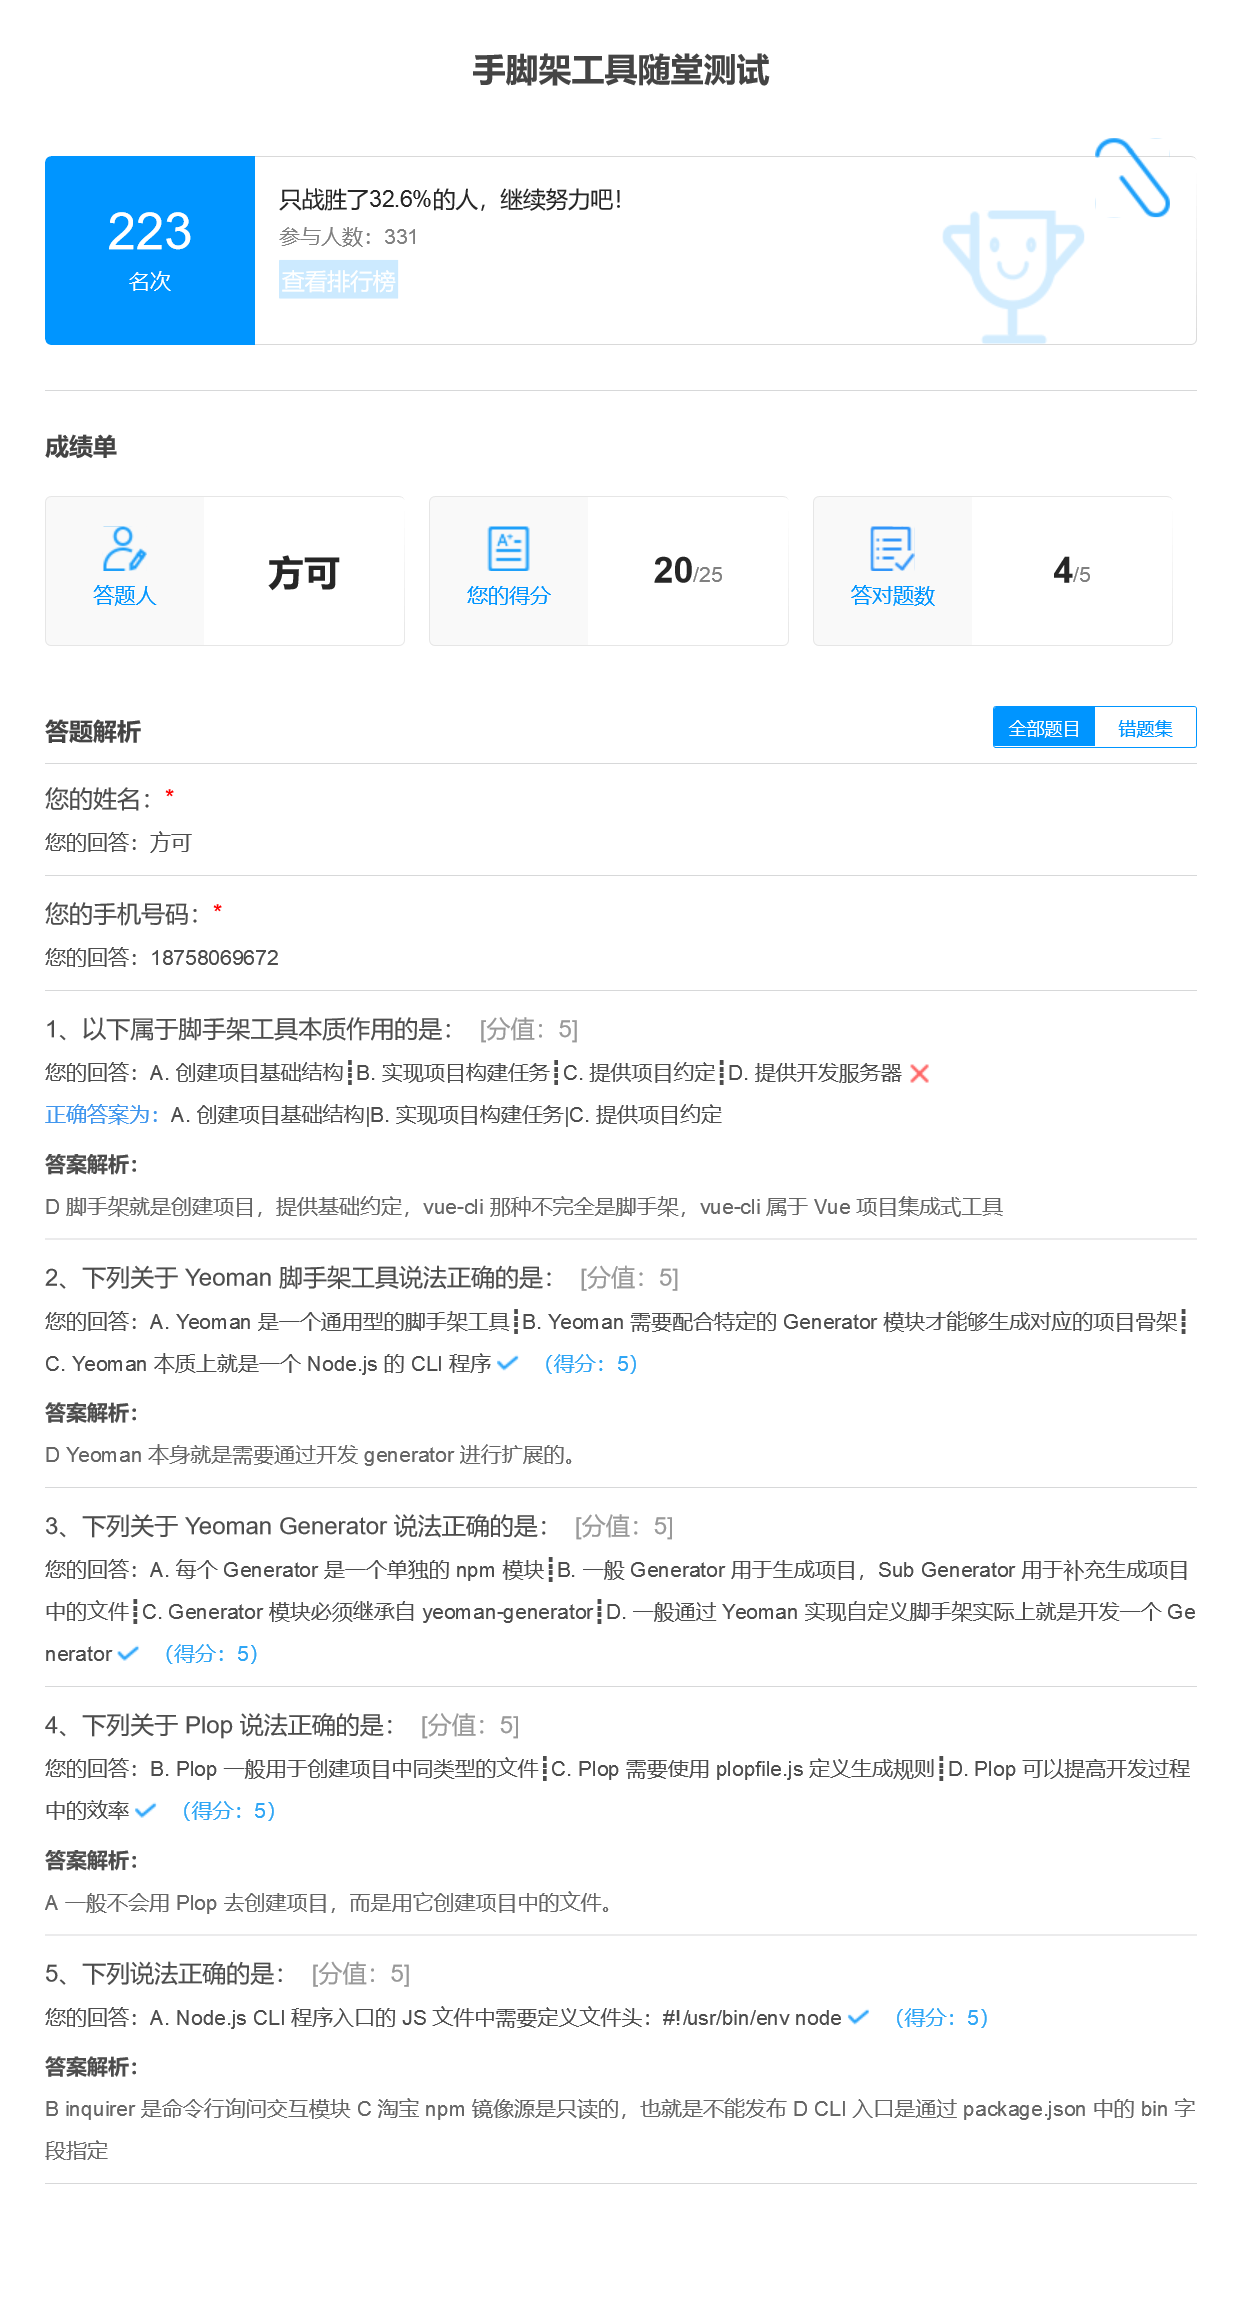 手脚架工具随堂测试
223
名次
只战胜了32.6%的人，继续努力吧！
参与人数：331
查看排行榜
成绩单
答题人
方可
您的得分
20/25
答对题数
4/5
答题解析
全部题目
错题集
您的姓名：*
您的回答：方可
您的手机号码：*
您的回答：18758069672
1、以下属于脚手架工具本质作用的是： [分值：5]
您的回答：A. 创建项目基础结构┋B. 实现项目构建任务┋C. 提供项目约定┋D. 提供开发服务器
正确答案为：A. 创建项目基础结构|B. 实现项目构建任务|C. 提供项目约定
答案解析：
D 脚手架就是创建项目，提供基础约定，vue-cli 那种不完全是脚手架，vue-cli 属于 Vue 项目集成式工具
2、下列关于 Yeoman 脚手架工具说法正确的是： [分值：5]
您的回答：A. Yeoman 是一个通用型的脚手架工具┋B. Yeoman 需要配合特定的 Generator 模块才能够生成对应的项目骨架┋
C. Yeoman 本质上就是一个 Node.js 的 CLI 程序 （得分：5）
答案解析：
D Yeoman 本身就是需要通过开发 generator 进行扩展的。
3、下列关于 Yeoman Generator 说法正确的是： [分值：5]
您的回答：A. 每个 Generator 是一个单独的 npm 模块┋B. 一般 Generator 用于生成项目，Sub Generator 用于补充生成项目
中的文件┋C. Generator 模块必须继承自 yeoman-generator┋D. 一般通过 Yeoman 实现自定义脚手架实际上就是开发一个 Ge
nerator （得分：5）
4、下列关于 Plop 说法正确的是： [分值：5]
您的回答：B. Plop 一般用于创建项目中同类型的文件┋C. Plop 需要使用 plopfile.js 定义生成规则┋D. Plop 可以提高开发过程
中的效率 （得分：5）
答案解析：
A 一般不会用 Plop 去创建项目，而是用它创建项目中的文件。
5、下列说法正确的是： [分值：5]
您的回答：A. Node.js CLI 程序入口的 JS 文件中需要定义文件头：#!/usr/bin/env node （得分：5）
答案解析：
B inquirer 是命令行询问交互模块 C 淘宝 npm 镜像源是只读的，也就是不能发布 D CLI 入口是通过 package.json 中的 bin 字
段指定